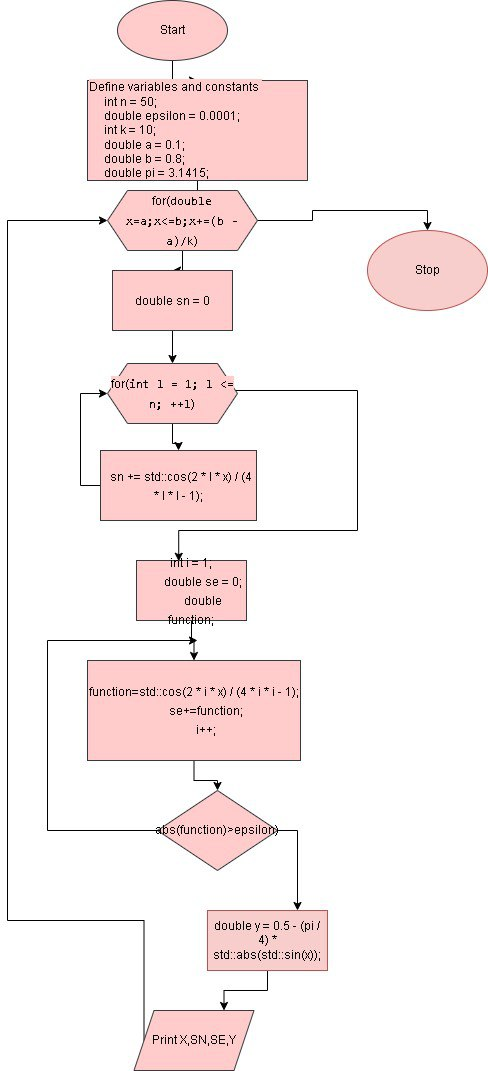 Start
Define variables and constants
int n = 50;
double epsilon = 0.0001;
int k = 10;
double a = 0.1;
double b = 0.8;
double pi = 3.1415;
for(double
x=a;x<=b;x+=(b -
a)/k)
Stop
double sn = 0
for(int l = 1; l <=
n; ++l)
sn += std::cos(2 * l * x) / (4
* l * l - 1);
int i = 1,
double se = 0;
double
function;
function=std::cos(2 * i * x) / (4 * i * i - 1);
se+=function;
i++;
abs(function)>epsilon)
double y = 0.5 - (pi /
4) *
std::abs(std::sin(x));
Print X,SN,SE,Y